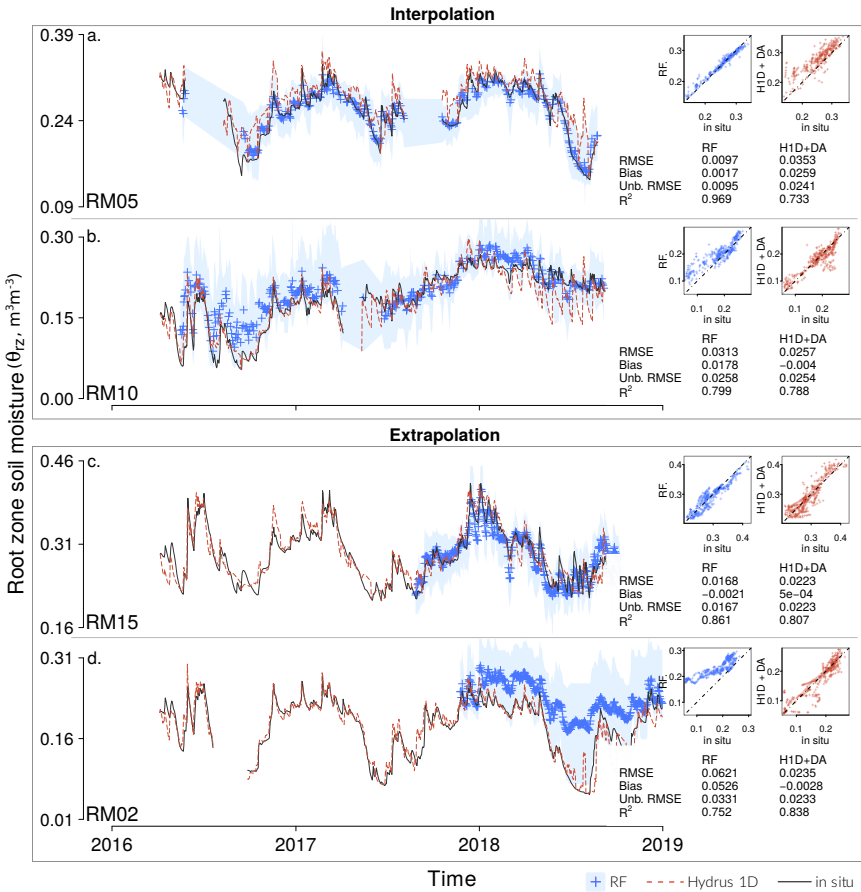 Interpolation
0.39
a.
0.24
0.09
RM05
RF.
0.3
0.2
0.2
0.3
in situ
H1D + DA
0.3
0.2
0.2
0.3
in situ
RF
H1D+DA
RMSE
0.0097
0.0353
Bias
0.0017
0.0259
Unb. RMSE
0.0095
0.0241
R²
0.969
0.733
0.30
b.
0.15
0.00
RM10
RF.
0.2
0.1
0.1
0.2
0.3
in situ
H1D + DA
0.2
0.1
0.1
0.2
in situ
RF
H1D+DA
RMSE
0.0313
0.0257
Bias
0.0178
−0.004
Unb. RMSE
0.0258
0.0254
R²
0.799
0.788
Root zone soil moisture (θrz, m³m⁻³)
Extrapolation
0.46
c.
0.31
0.16
RM15
RF.
0.4
0.3
0.3
0.4
in situ
H1D + DA
0.4
0.3
0.3
0.4
in situ
RF
H1D+DA
RMSE
0.0168
0.0223
Bias
−0.0021
5e−04
Unb. RMSE
0.0167
0.0223
R²
0.861
0.807
0.31
d.
0.16
0.01
RM02
RF.
0.3
0.2
0.1
0.1
0.2
0.3
in situ
H1D + DA
0.3
0.2
0.1
0.1
0.2
in situ
RF
H1D+DA
RMSE
0.0621
0.0235
Bias
0.0526
−0.0028
Unb. RMSE
0.0331
0.0233
R²
0.752
0.838
2016
2017
2018
2019
Time
RF
Hydrus 1D
in situ